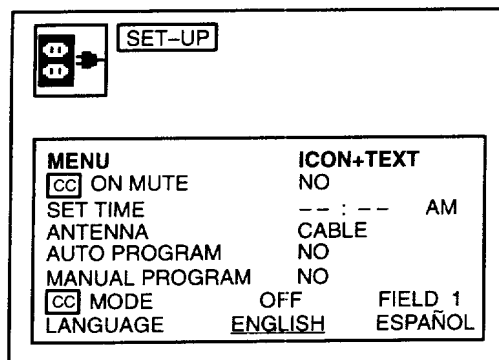 SET–UP
MENU ICON+TEXT
CC ON MUTE NO
SET TIME – – : – – AM
ANTENNA CABLE
AUTO PROGRAM NO
MANUAL PROGRAM NO
CC MODE OFF FIELD 1
LANGUAGE ENGLISH ESPAÑOL